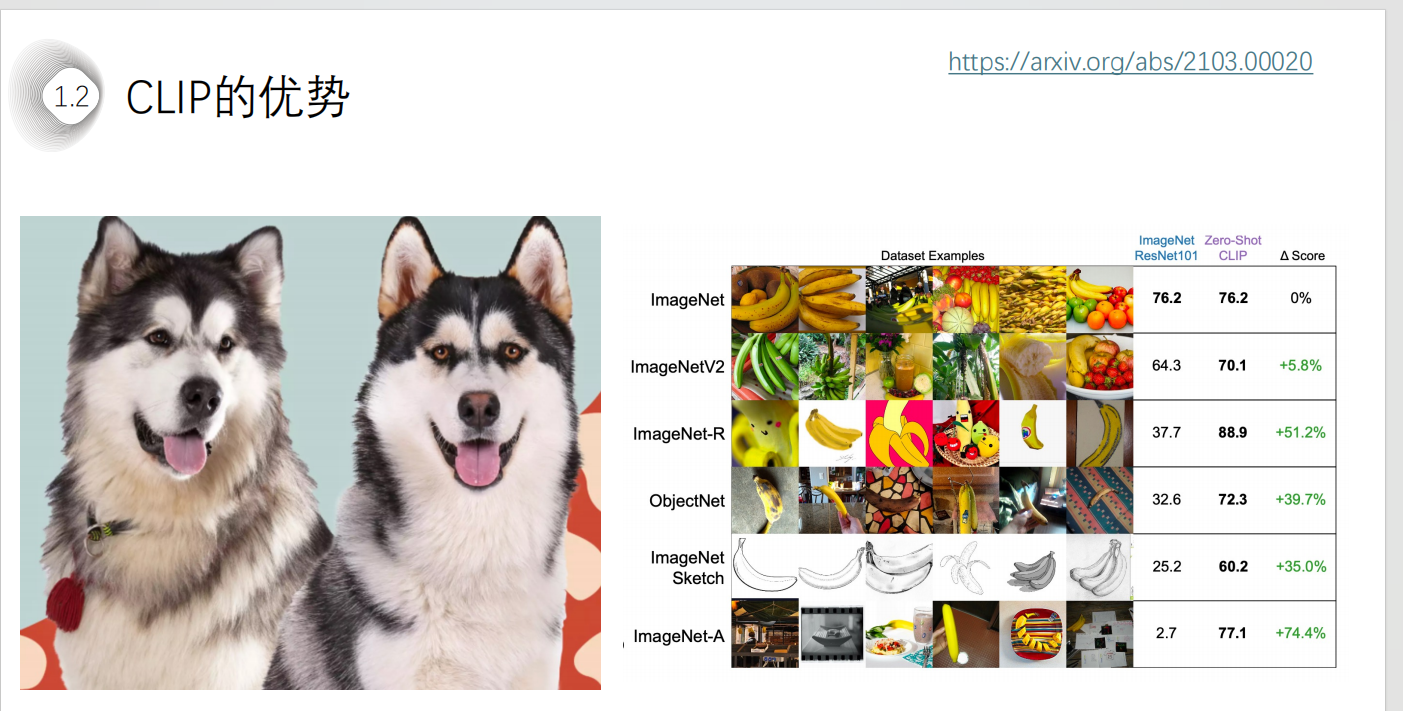 1.2
CLIP的优势
https://arxiv.org/abs/2103.00020
Dataset Examples
ImageNet
ResNet101
Zero-Shot
CLIP
Δ Score
ImageNet 76.2 76.2 0%
ImageNetV2 64.3 70.1 +5.8%
ImageNet-R 37.7 88.9 +51.2%
ObjectNet 32.6 72.3 +39.7%
ImageNet
Sketch 25.2 60.2 +35.0%
ImageNet-A 2.7 77.1 +74.4%